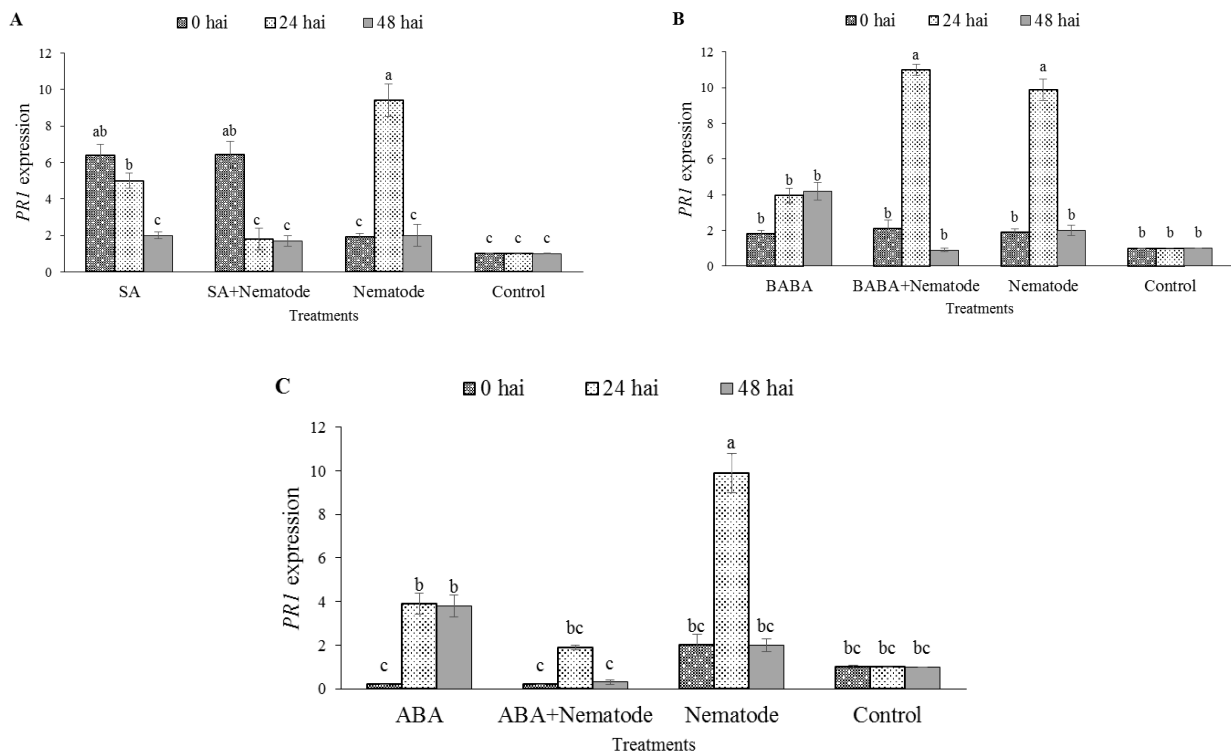 A
0 hai 24 hai 48 hai
12
10
8
6
4
2
0
PR1 expression
ab b c
ab c c
c a c
c c c
SA SA+Nematode Nematode Control
Treatments
B
0 hai 24 hai 48 hai
12
10
8
6
4
2
0
PR1 expression
b b b
b a b
b a b
b b b
BABA BABA+Nematode Nematode Control
Treatments
C
0 hai 24 hai 48 hai
12
10
8
6
4
2
0
PR1 expression
c b b
c bc c
bc a bc
bc bc bc
ABA ABA+Nematode Nematode Control
Treatments